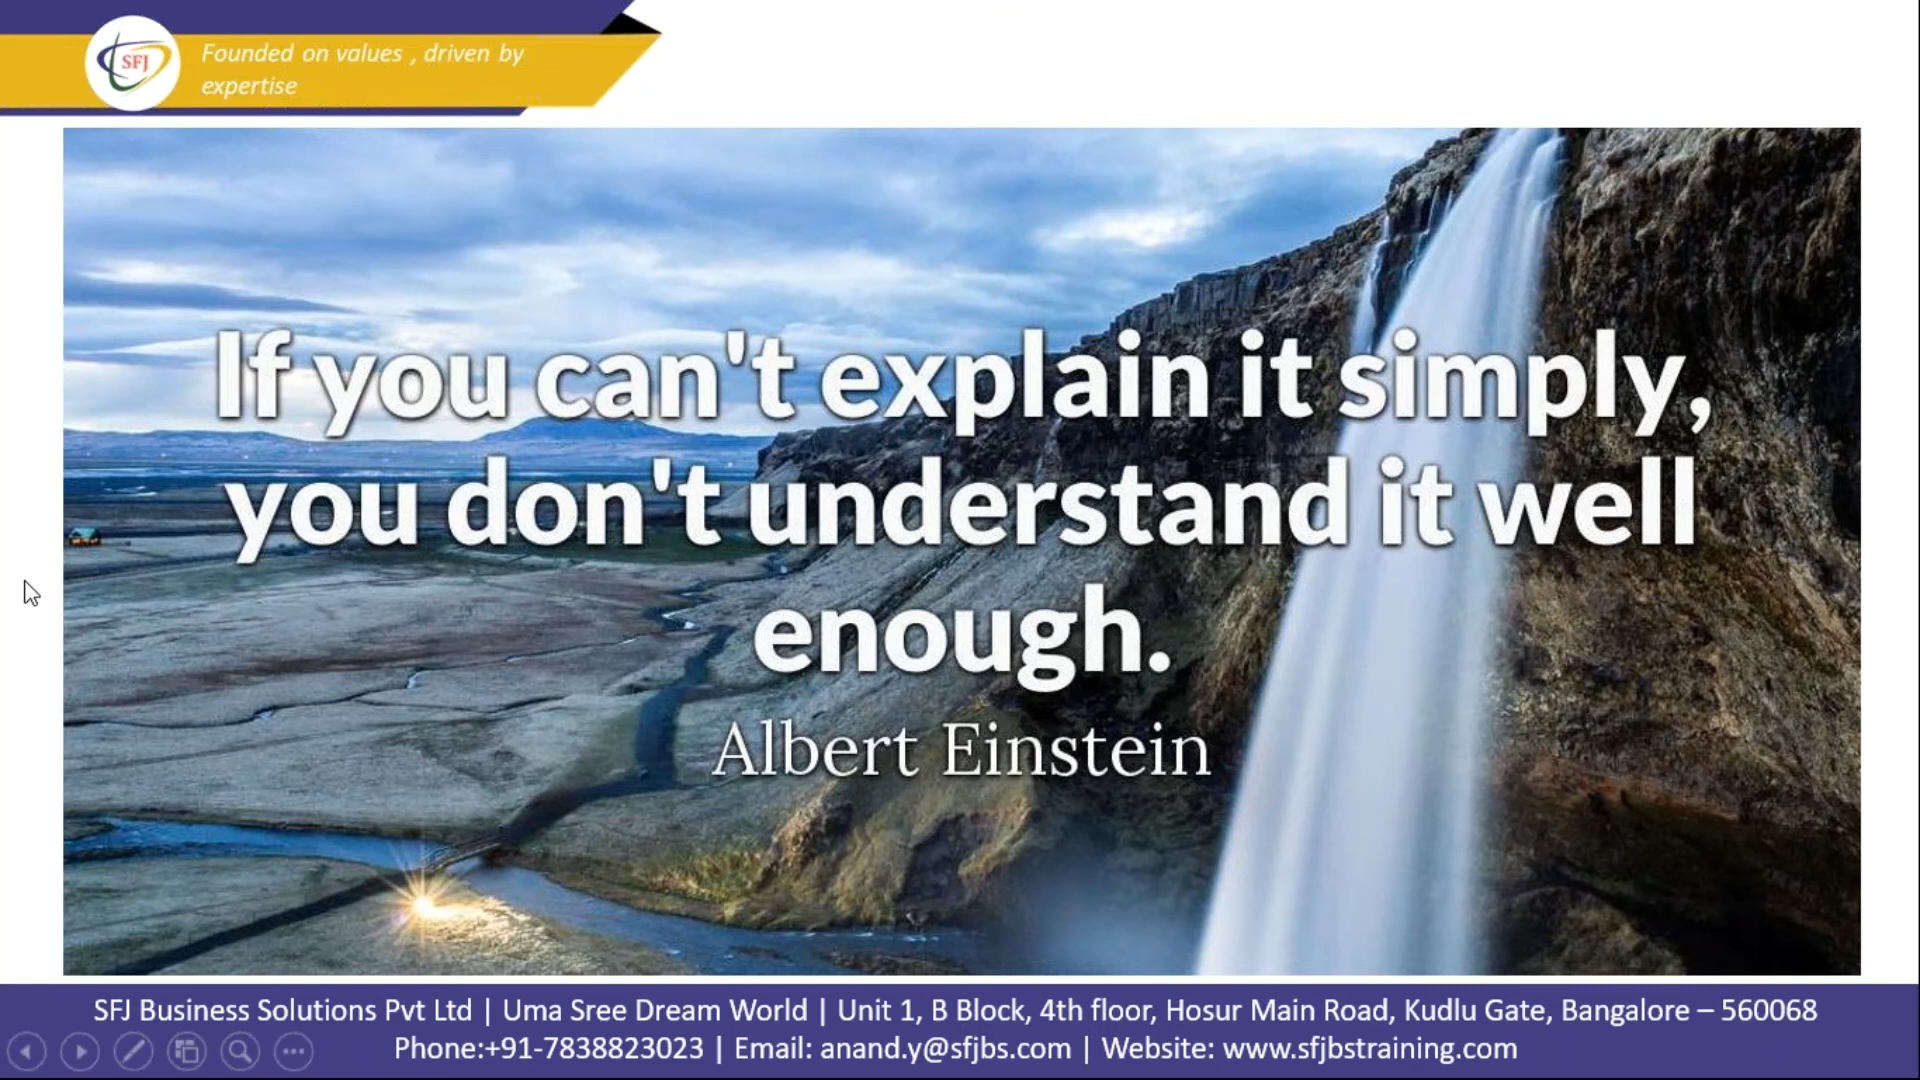 SFJ
Founded on values , driven by
expertise
If you can't explain it simply,
you don't understand it well
enough.
Albert Einstein
SFJ Business Solutions Pvt Ltd | Uma Sree Dream World | Unit 1, B Block, 4th floor, Hosur Main Road, Kudlu Gate, Bangalore – 560068
Phone:+91-7838823023 | Email: anand.y@sfjbs.com | Website: www.sfjbstraining.com